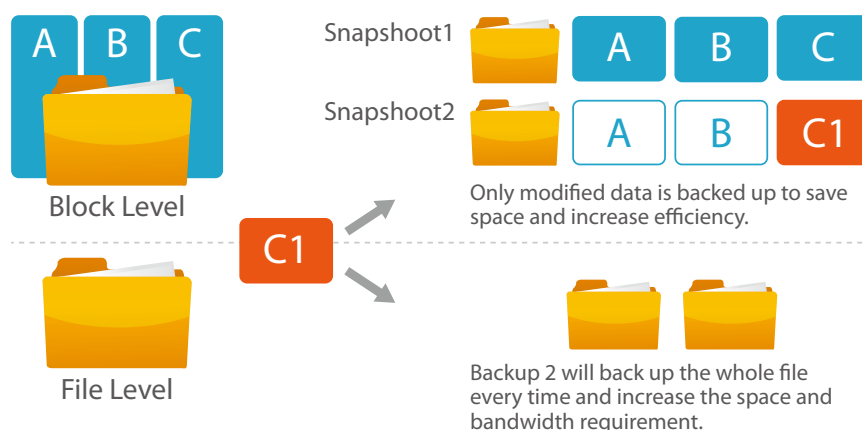 A B C
Block Level
Snapshoot1 A B C
Snapshoot2 A B C1
Only modified data is backed up to save
space and increase efficiency.
C1
File Level
Backup 2 will back up the whole file
every time and increase the space and
bandwidth requirement.